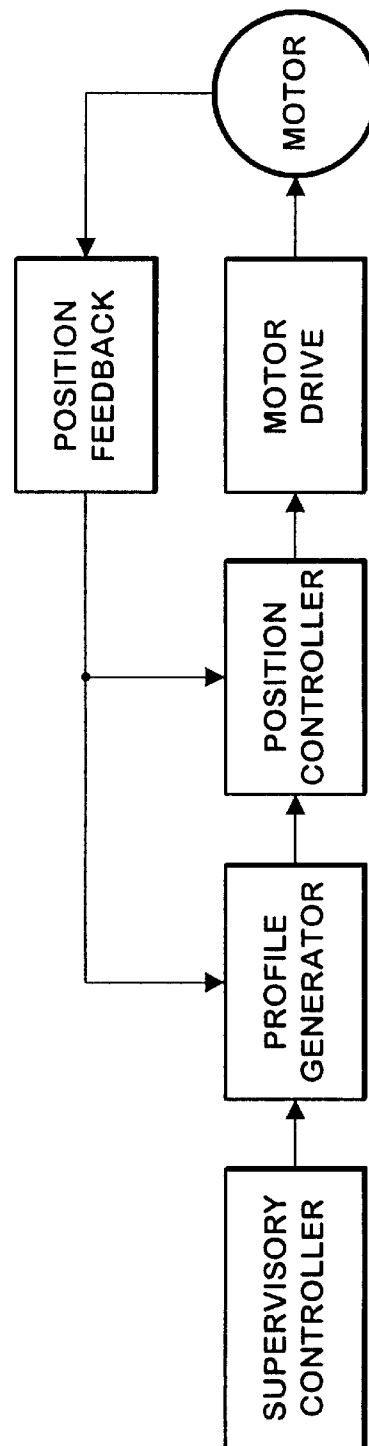 SUPERVISORY
CONTROLLER
PROFILE
GENERATOR
POSITION
CONTROLLER
MOTOR
DRIVE
MOTOR
POSITION
FEEDBACK